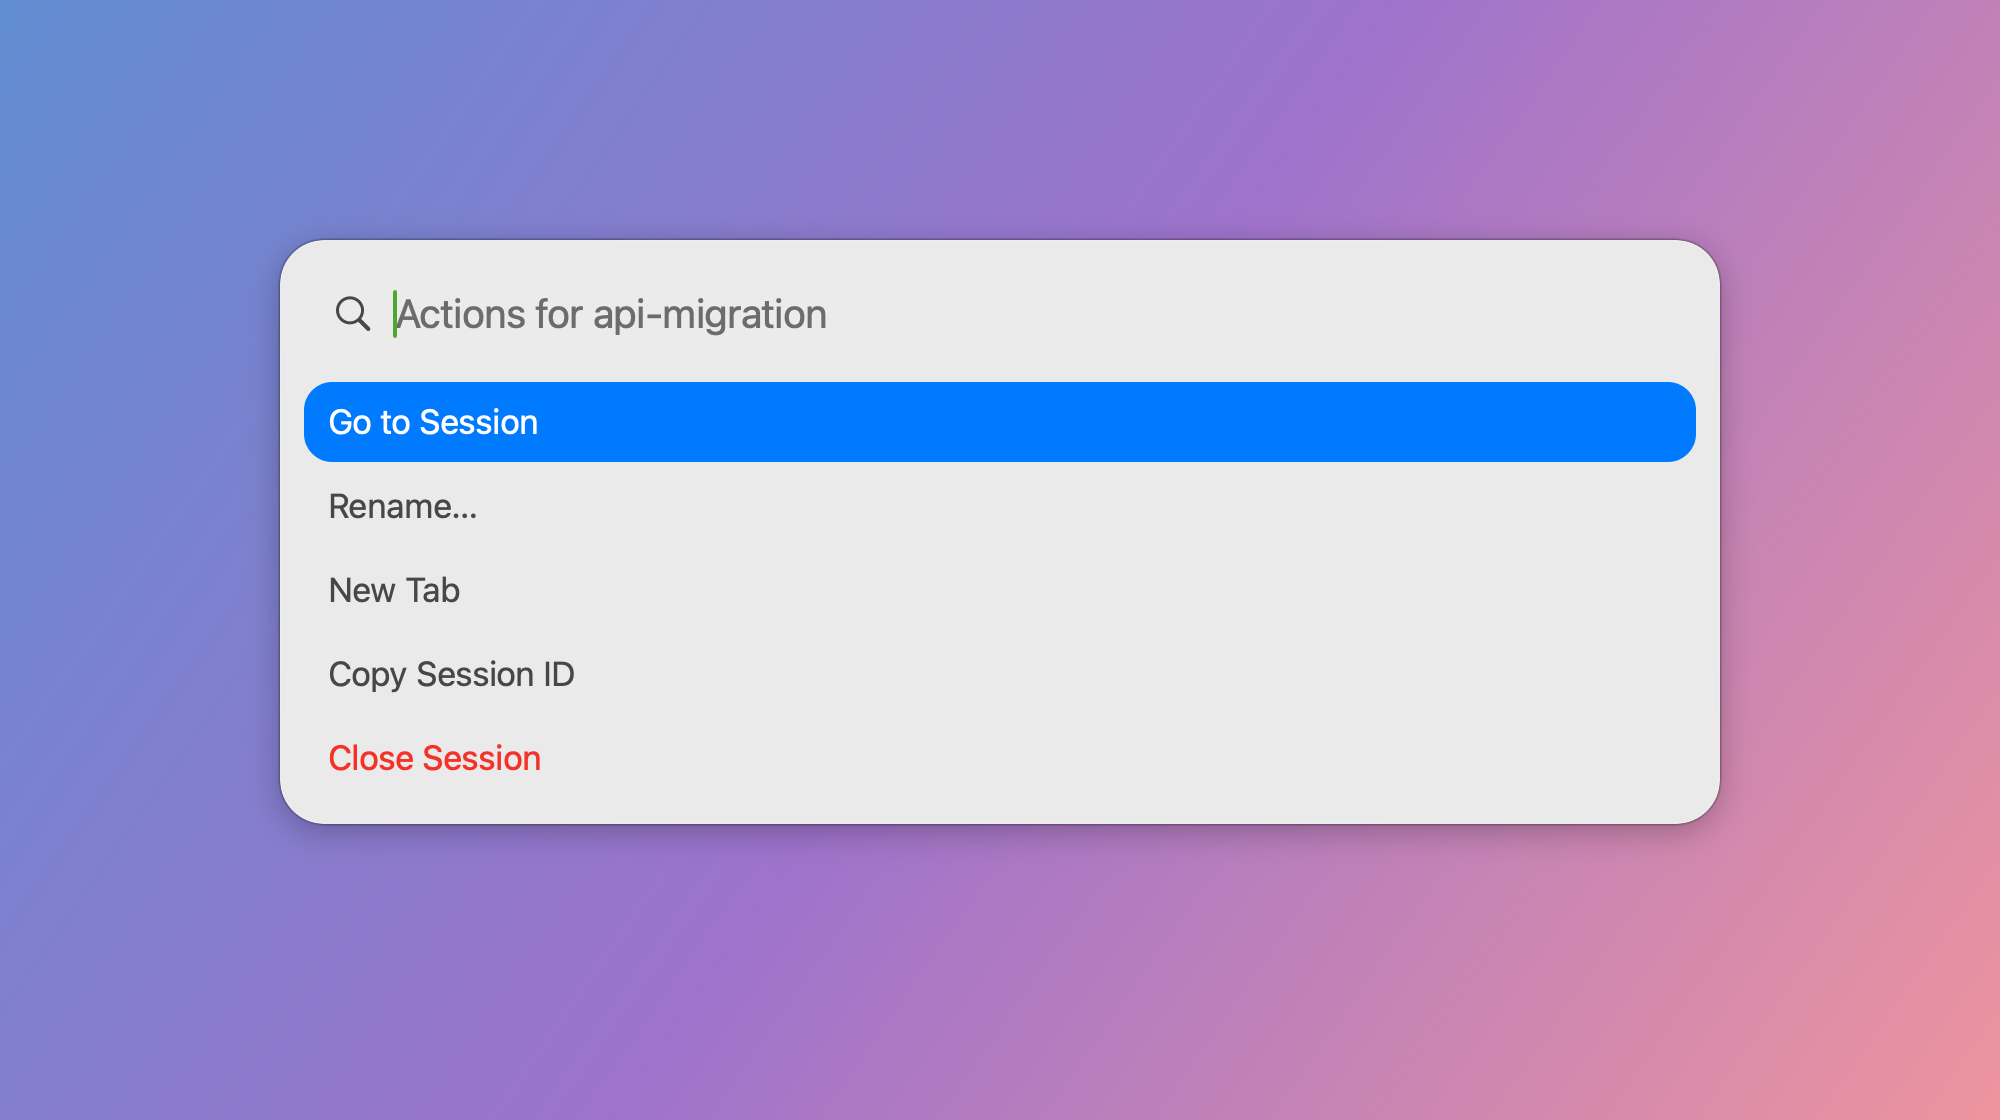 Actions for api-migration
Go to Session
Rename...
New Tab
Copy Session ID
Close Session